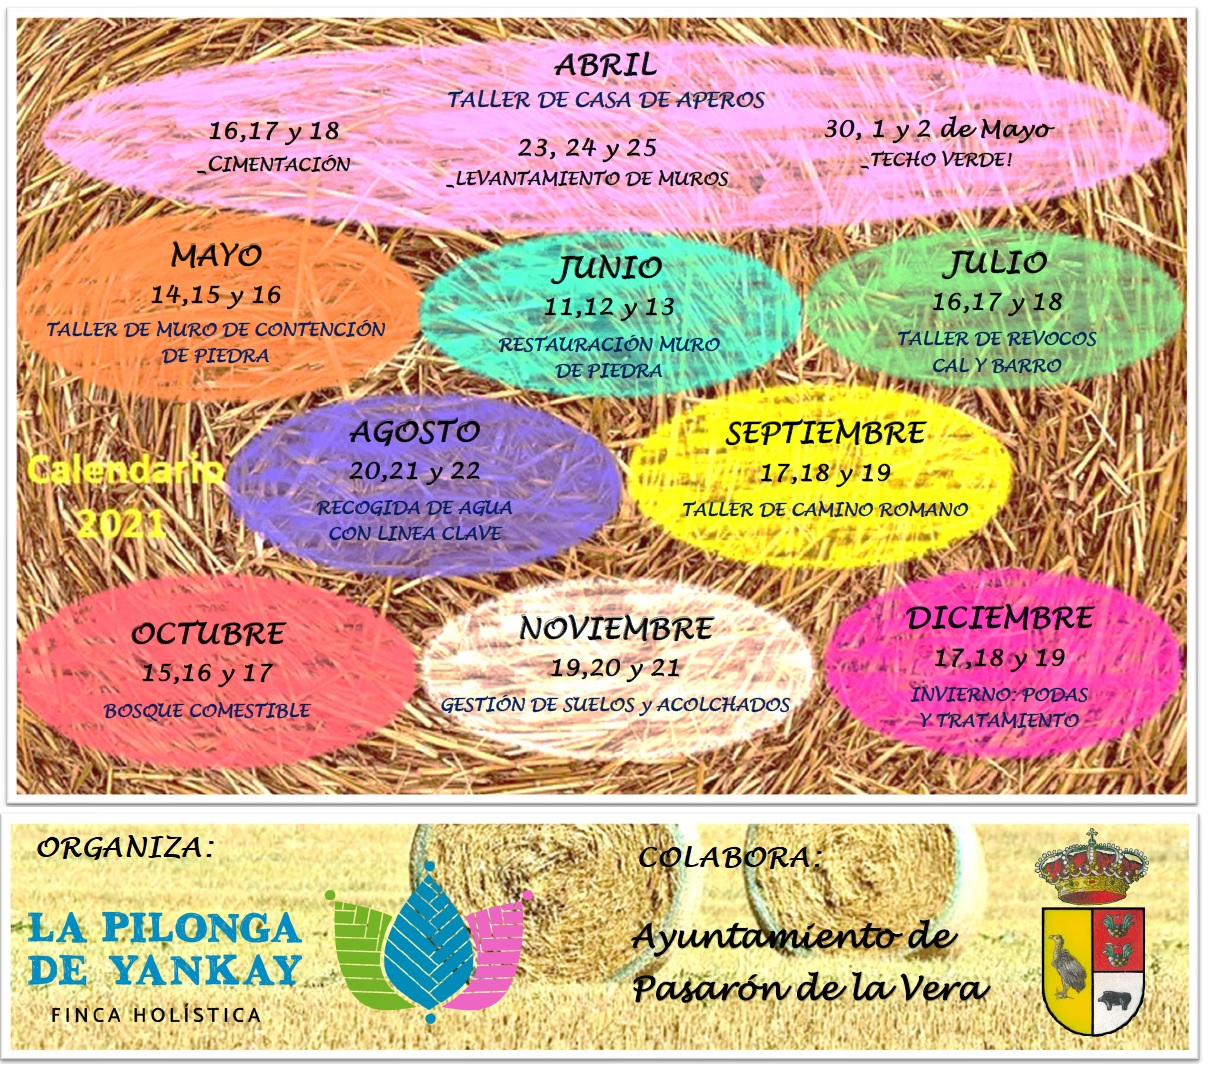 ABRIL
TALLER DE CASA DE APEROS
16,17 y 18
_CIMENTACIÓN
23, 24 y 25
_LEVANTAMIENTO DE MUROS
30, 1 y 2 de Mayo
_TECHO VERDE!
MAYO
14,15 y 16
TALLER DE MURO DE CONTENCIÓN
DE PIEDRA
JUNIO
11,12 y 13
RESTAURACIÓN MURO
DE PIEDRA
JULIO
16,17 y 18
TALLER DE REVOCOS
CAL Y BARRO
Calendario
2021
AGOSTO
20,21 y 22
RECOGIDA DE AGUA
CON LINEA CLAVE
SEPTIEMBRE
17,18 y 19
TALLER DE CAMINO ROMANO
OCTUBRE
15,16 y 17
BOSQUE COMESTIBLE
NOVIEMBRE
19,20 y 21
GESTIÓN DE SUELOS y ACOLCHADOS
DICIEMBRE
17,18 y 19
INVIERNO: PODAS
Y TRATAMIENTO
ORGANIZA:
LA PILONGA
DE YANKAY
FINCA HOLÍSTICA
COLABORA:
Ayuntamiento de
Pasarón de la Vera